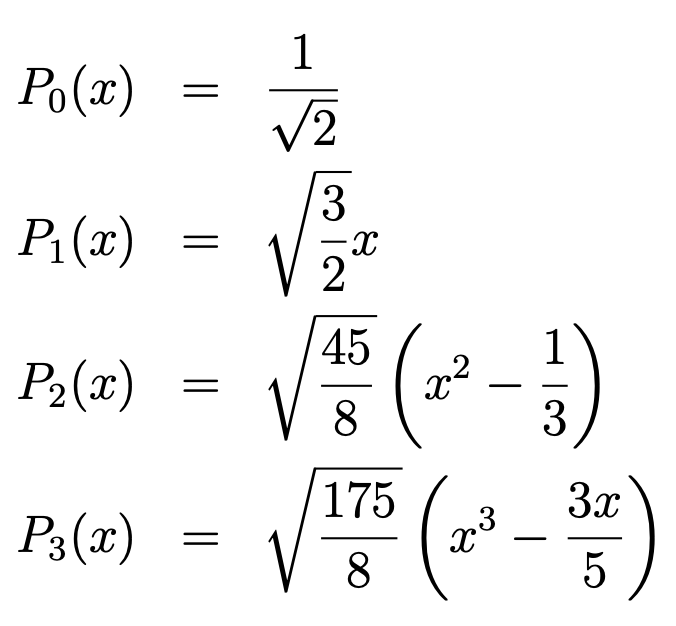 P₀(x) = 1/√2
P₁(x) = √(3/2) x
P₂(x) = √(45/8) (x² − 1/3)
P₃(x) = √(175/8) (x³ − 3x/5)